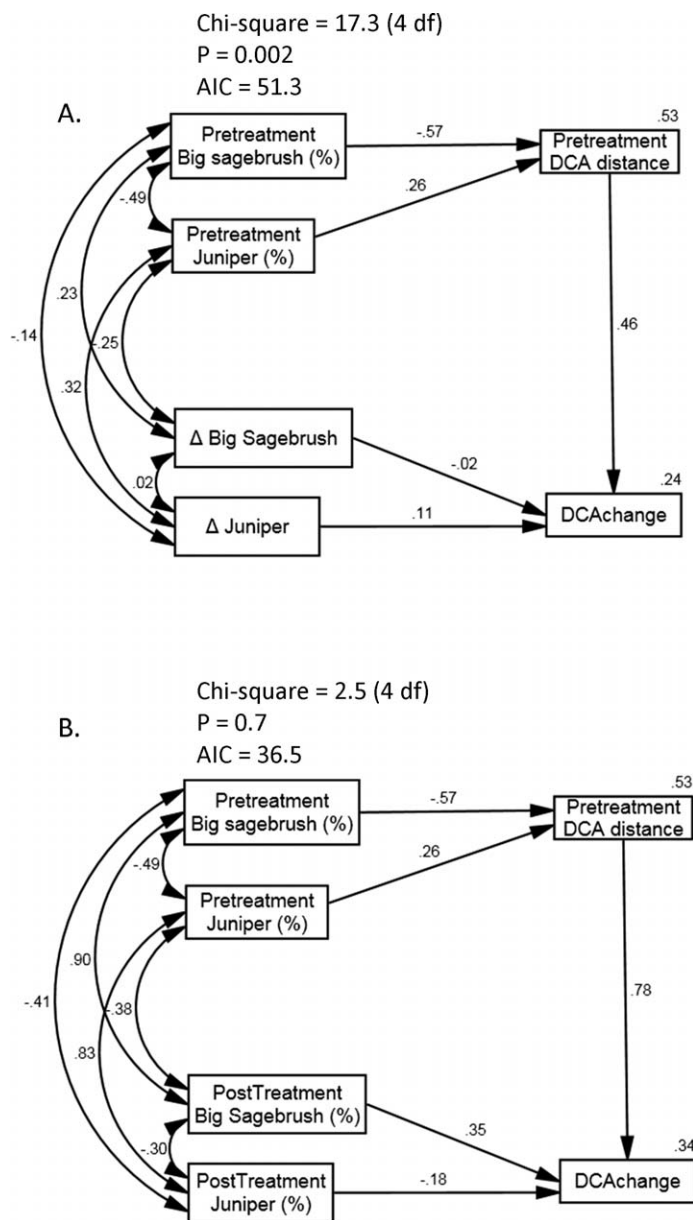 Chi-square = 17.3 (4 df)
P = 0.002
AIC = 51.3
A.
Pretreatment
Big sagebrush (%)
-.57
.53
Pretreatment
DCA distance
-.49
.26
Pretreatment
Juniper (%)
.23
-.14
-.25
.32
.46
Δ Big Sagebrush
-.02
.02
.24
Δ Juniper
.11
DCAchange
Chi-square = 2.5 (4 df)
P = 0.7
AIC = 36.5
B.
Pretreatment
Big sagebrush (%)
-.57
.53
Pretreatment
DCA distance
-.49
.26
Pretreatment
Juniper (%)
.90
-.41
-.38
.83
.78
PostTreatment
Big Sagebrush (%)
.35
-.30
.34
PostTreatment
Juniper (%)
-.18
DCAchange